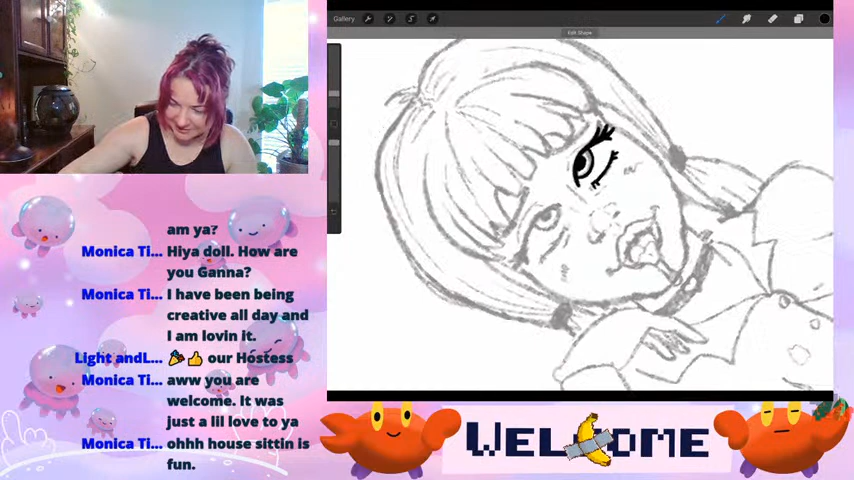 Gallery
Edit Shape
am ya?
Monica Ti... Hiya doll. How are
you Ganna?
Monica Ti... I have been being
creative all day and
I am lovin it.
Light andL... 🎉👍 our Hostess
Monica Ti... aww you are
welcome. It was
just a lil love to ya
Monica Ti... ohhh house sittin is
fun.
WELCOME